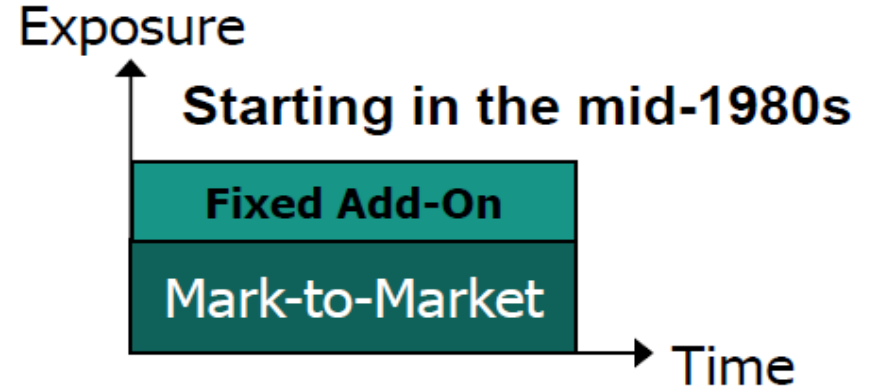 Exposure
Starting in the mid-1980s
Fixed Add-On
Mark-to-Market
Time